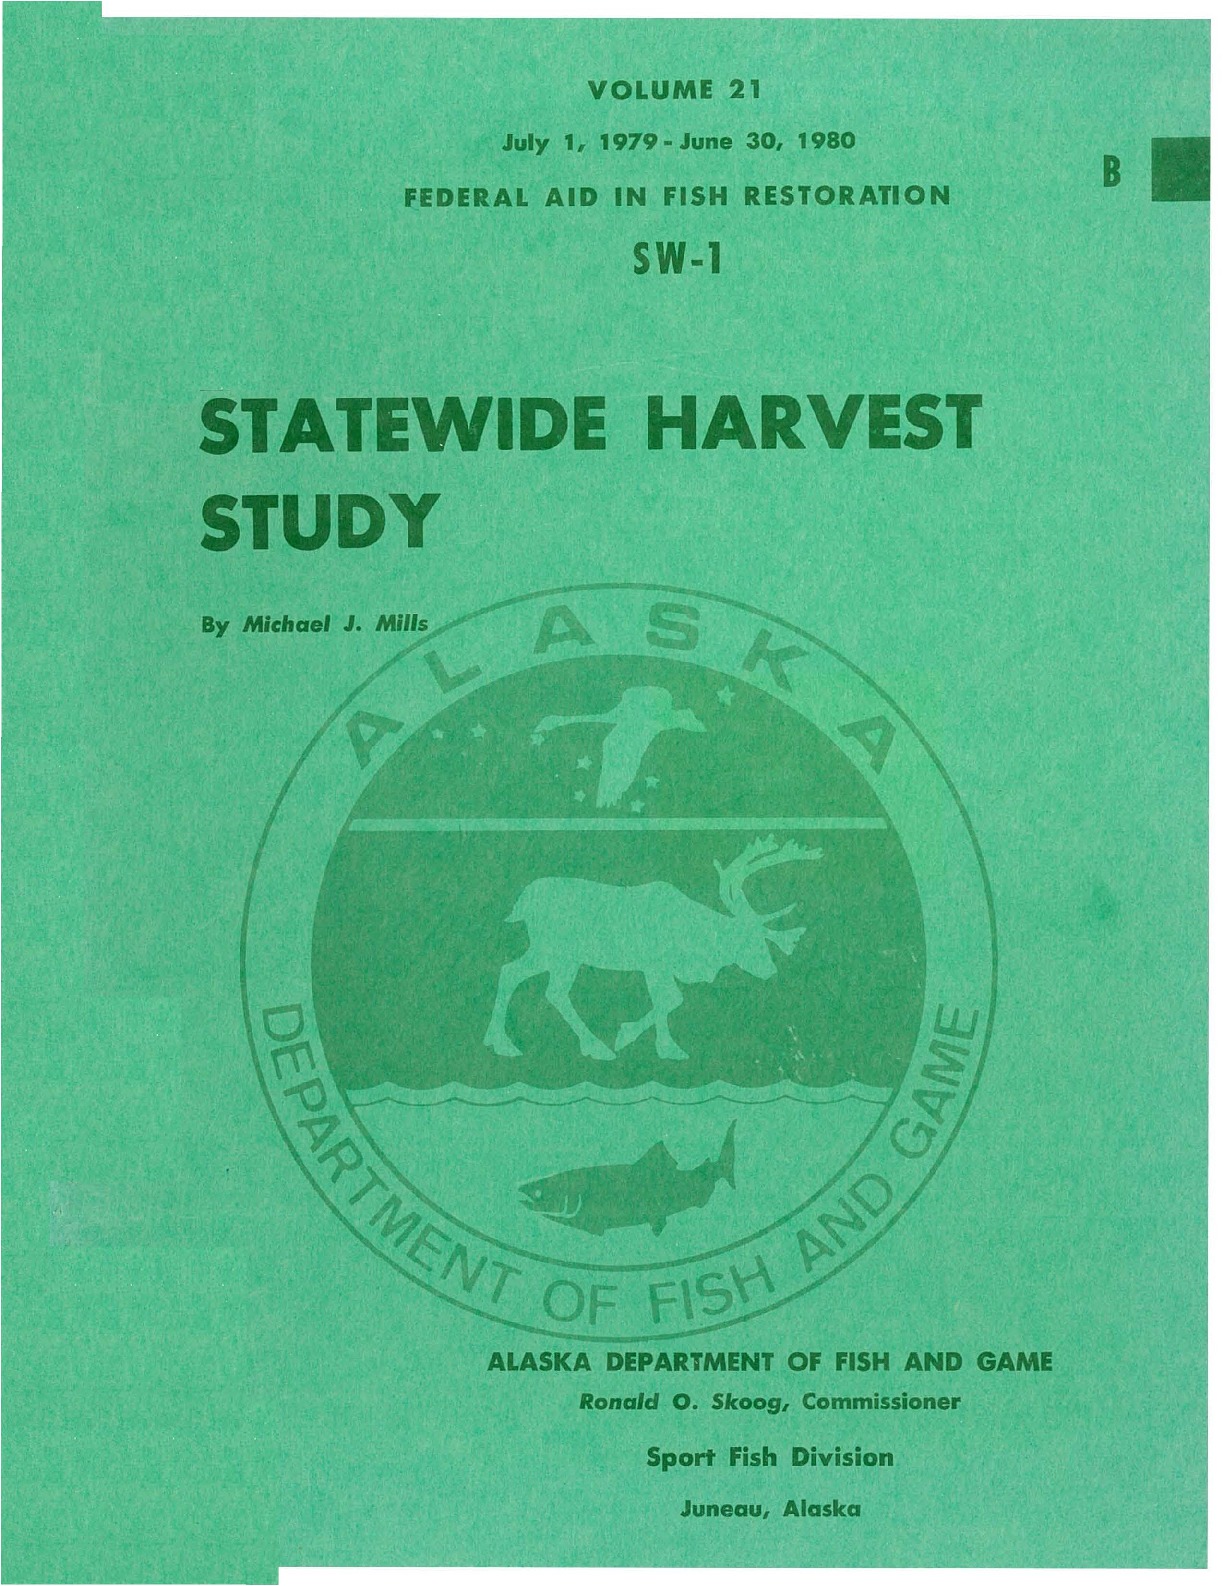 VOLUME 21
July 1, 1979 - June 30, 1980
B
FEDERAL AID IN FISH RESTORATION
SW-1
STATEWIDE HARVEST
STUDY
By Michael J. Mills
ALASKA
DEPARTMENT OF FISH AND GAME
ALASKA DEPARTMENT OF FISH AND GAME
Ronald O. Skoog, Commissioner
Sport Fish Division
Juneau, Alaska